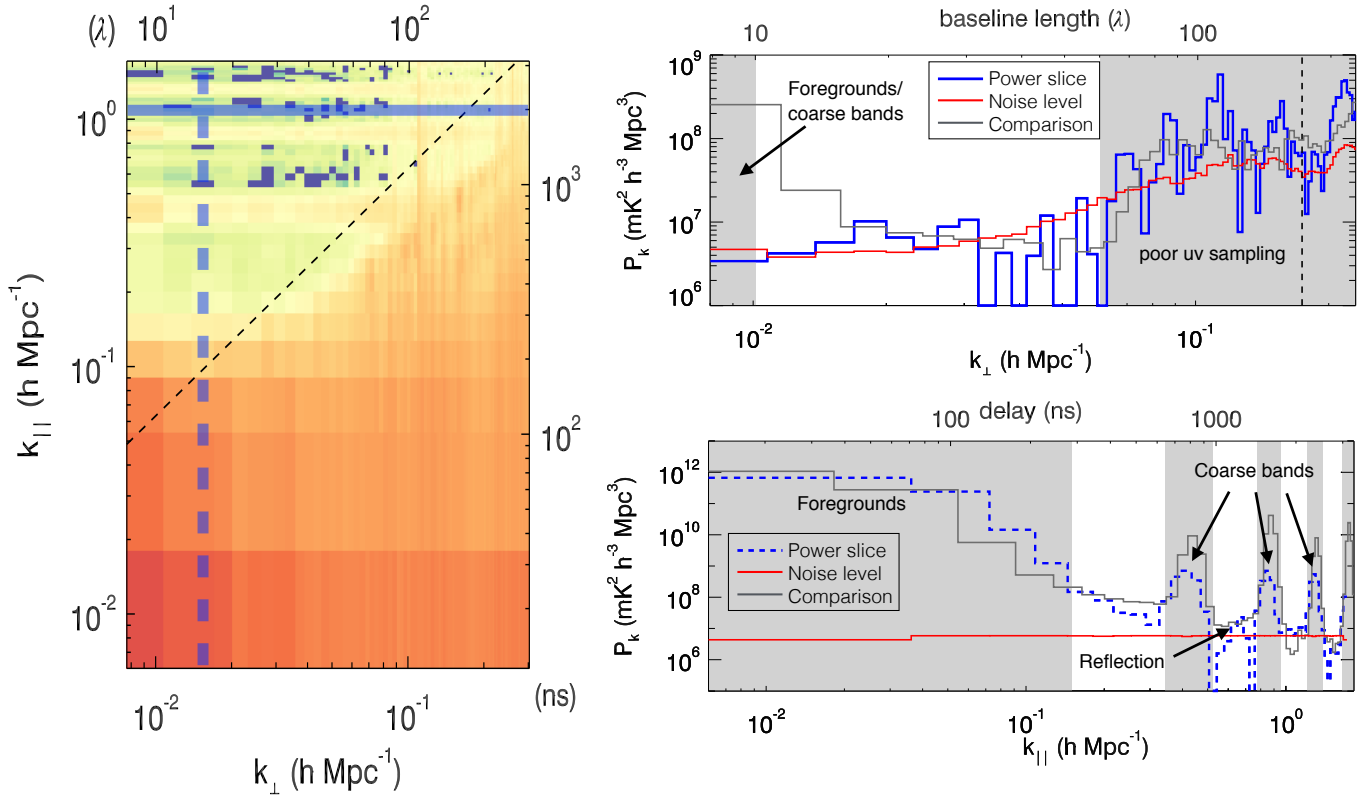 (λ) 10¹ 10²
10⁰
10⁻¹
10⁻²
k|| (h Mpc⁻¹)
10³
10²
(ns)
10⁻² 10⁻¹
k⊥ (h Mpc⁻¹)
baseline length (λ)
10 100
10⁹
10⁸
10⁷
10⁶
Pk (mK² h⁻³ Mpc³)
Foregrounds/
coarse bands
Power slice
Noise level
Comparison
poor uv sampling
10⁻² 10⁻¹
k⊥ (h Mpc⁻¹)
delay (ns)
100 1000
10¹²
10¹⁰
10⁸
10⁶
Pk (mK² h⁻³ Mpc³)
Coarse bands
Foregrounds
Power slice
Noise level
Comparison
Reflection
10⁻² 10⁻¹ 10⁰
k|| (h Mpc⁻¹)